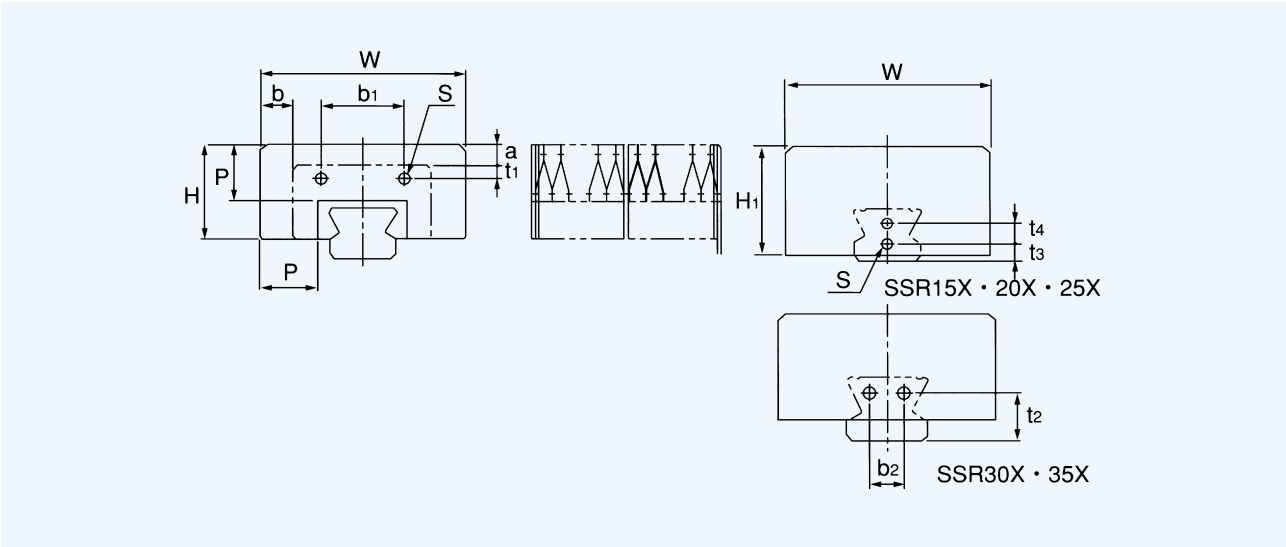 W
b
b1
S
a
t1
H
P
P
W
H1
t4
t3
S
SSR15X・20X・25X
t2
b2
SSR30X・35X